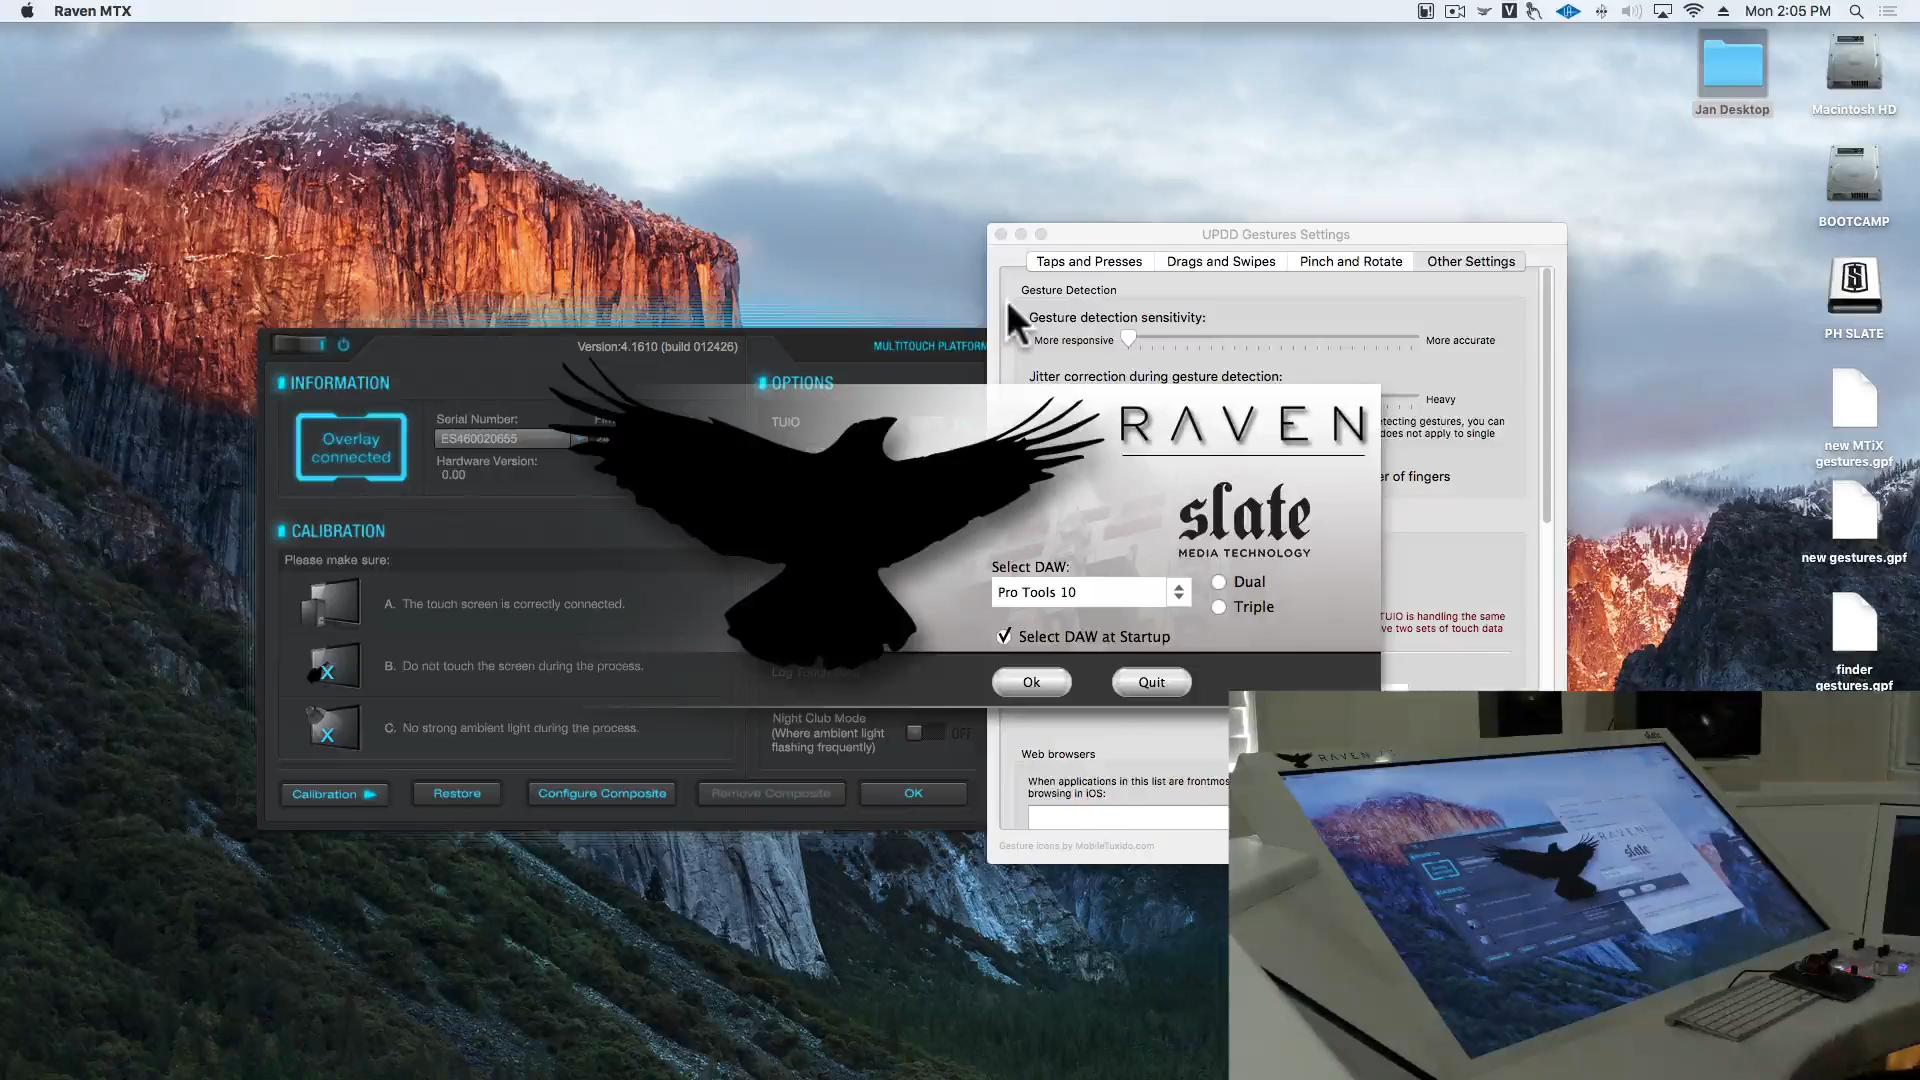 Raven MTX
Mon 2:05 PM
Jan Desktop
Macintosh HD
BOOTCAMP
PH SLATE
new MTiX
gestures.gpf
new gestures.gpf
finder
gestures.gpf
UPDD Gestures Settings
Taps and Presses
Drags and Swipes
Pinch and Rotate
Other Settings
Gesture Detection
Gesture detection sensitivity:
More responsive
More accurate
Jitter correction during gesture detection:
Heavy
etecting gestures, you can
does not apply to single
er of fingers
TUIO is handling the same
ve two sets of touch data
Web browsers
When applications in this list are frontmos
browsing in iOS:
Gesture icons by MobileTuxido.com
Version:4.1610 (build 012426)
MULTITOUCH PLATFORM
INFORMATION
Overlay
connected
Serial Number:
ES460020655
Hardware Version:
0.00
OPTIONS
TUIO
CALIBRATION
Please make sure:
A. The touch screen is correctly connected.
B. Do not touch the screen during the process.
C. No strong ambient light during the process.
Night Club Mode
(Where ambient light
flashing frequently)
OFF
Calibration
Restore
Configure Composite
Remove Composite
OK
RAVEN
slate
MEDIA TECHNOLOGY
Select DAW:
Pro Tools 10
Dual
Triple
Select DAW at Startup
Ok
Quit
RAVEN
slate
RAVEN
slate